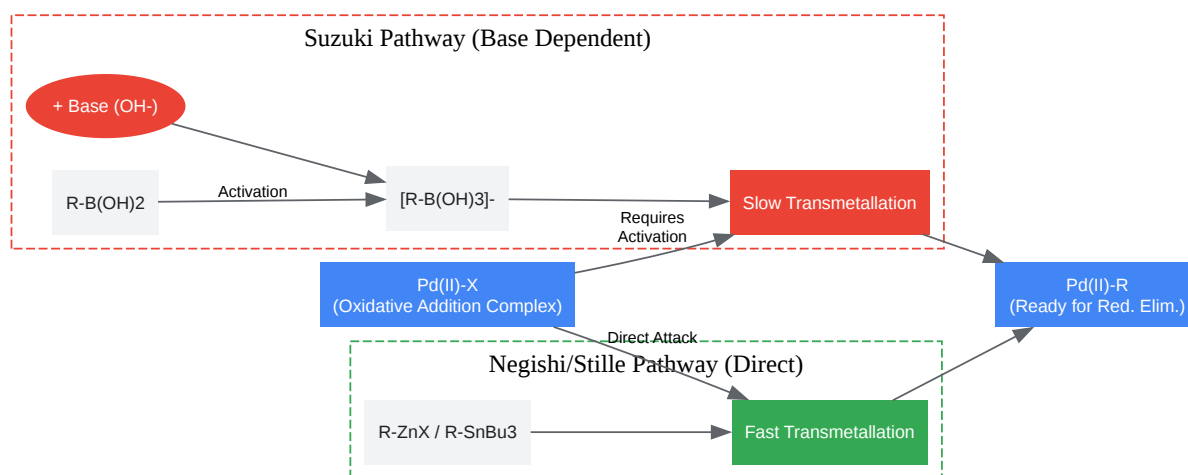 Suzuki Pathway (Base Dependent)
+ Base (OH-)
R-B(OH)2
Activation
[R-B(OH)3]-
Slow Transmetallation
Requires
Activation
Pd(II)-X
(Oxidative Addition Complex)
Pd(II)-R
(Ready for Red. Elim.)
Direct Attack
Negishi/Stille Pathway (Direct)
R-ZnX / R-SnBu3
Fast Transmetallation